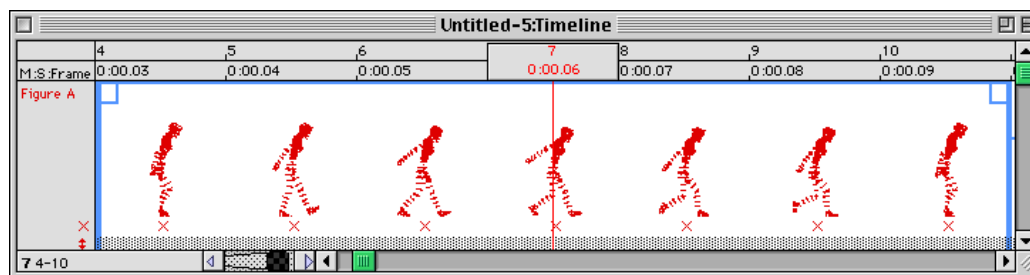 Untitled-5:Timeline
4 5 6 7 8 9 10
M:S:Frame 0:00.03 0:00.04 0:00.05 0:00.06 0:00.07 0:00.08 0:00.09
Figure A
7 4-10